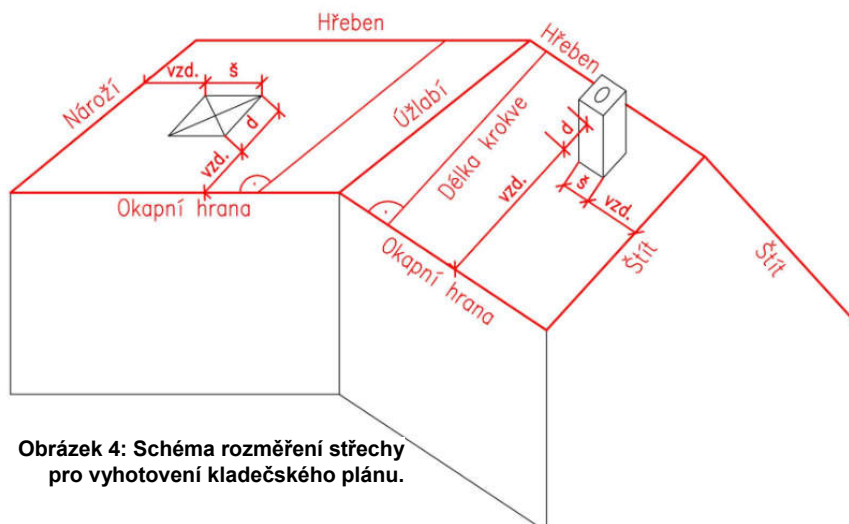 Hřeben
Hřeben
vzd.
š
Nároží
Úžlabí
d
vzd.
Délka krokve
d
vzd.
š
vzd.
Okapní hrana
Okapní hrana
Štít
Štít
Obrázek 4: Schéma rozměření střechy
pro vyhotovení kladečského plánu.